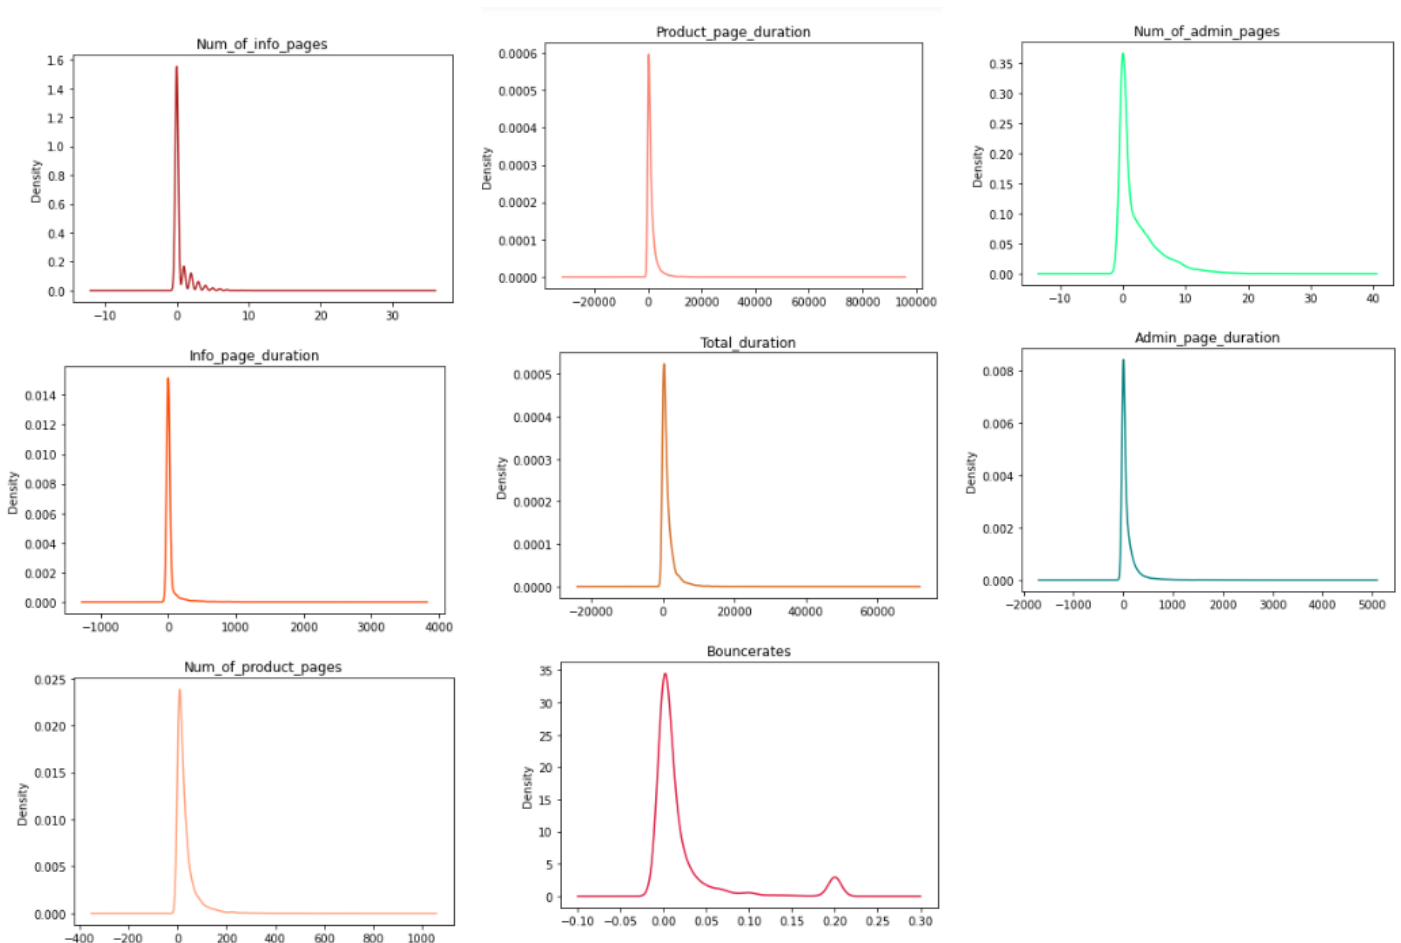 Num_of_info_pages
1.6
1.4
1.2
1.0
0.8
0.6
0.4
0.2
0.0
Density
−10 0 10 20 30
Product_page_duration
0.0006
0.0005
0.0004
0.0003
0.0002
0.0001
0.0000
Density
−20000 0 20000 40000 60000 80000 100000
Num_of_admin_pages
0.35
0.30
0.25
0.20
0.15
0.10
0.05
0.00
Density
−10 0 10 20 30 40
Info_page_duration
0.014
0.012
0.010
0.008
0.006
0.004
0.002
0.000
Density
−1000 0 1000 2000 3000 4000
Total_duration
0.0005
0.0004
0.0003
0.0002
0.0001
0.0000
Density
−20000 0 20000 40000 60000
Admin_page_duration
0.008
0.006
0.004
0.002
0.000
Density
−2000 −1000 0 1000 2000 3000 4000 5000
Num_of_product_pages
0.025
0.020
0.015
0.010
0.005
0.000
Density
−400 −200 0 200 400 600 800 1000
Bouncerates
35
30
25
20
15
10
5
0
Density
−0.10 −0.05 0.00 0.05 0.10 0.15 0.20 0.25 0.30